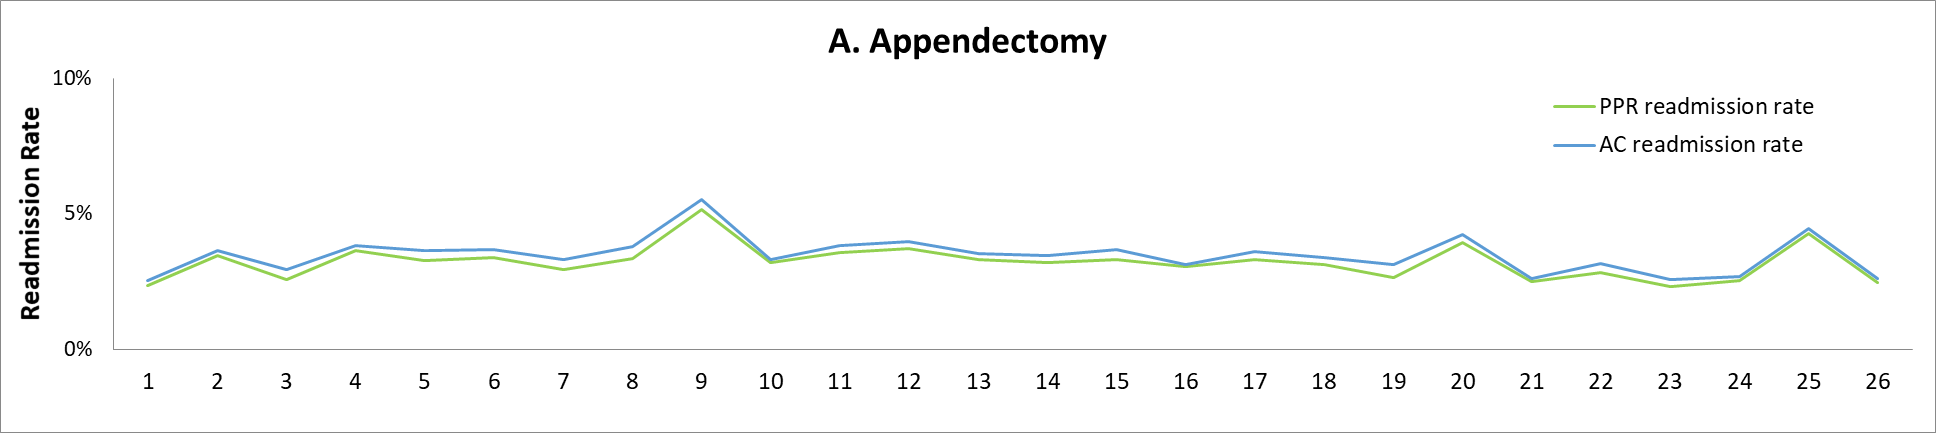 A. Appendectomy
10%
5%
0%
Readmission Rate
PPR readmission rate
AC readmission rate
1 2 3 4 5 6 7 8 9 10 11 12 13 14 15 16 17 18 19 20 21 22 23 24 25 26